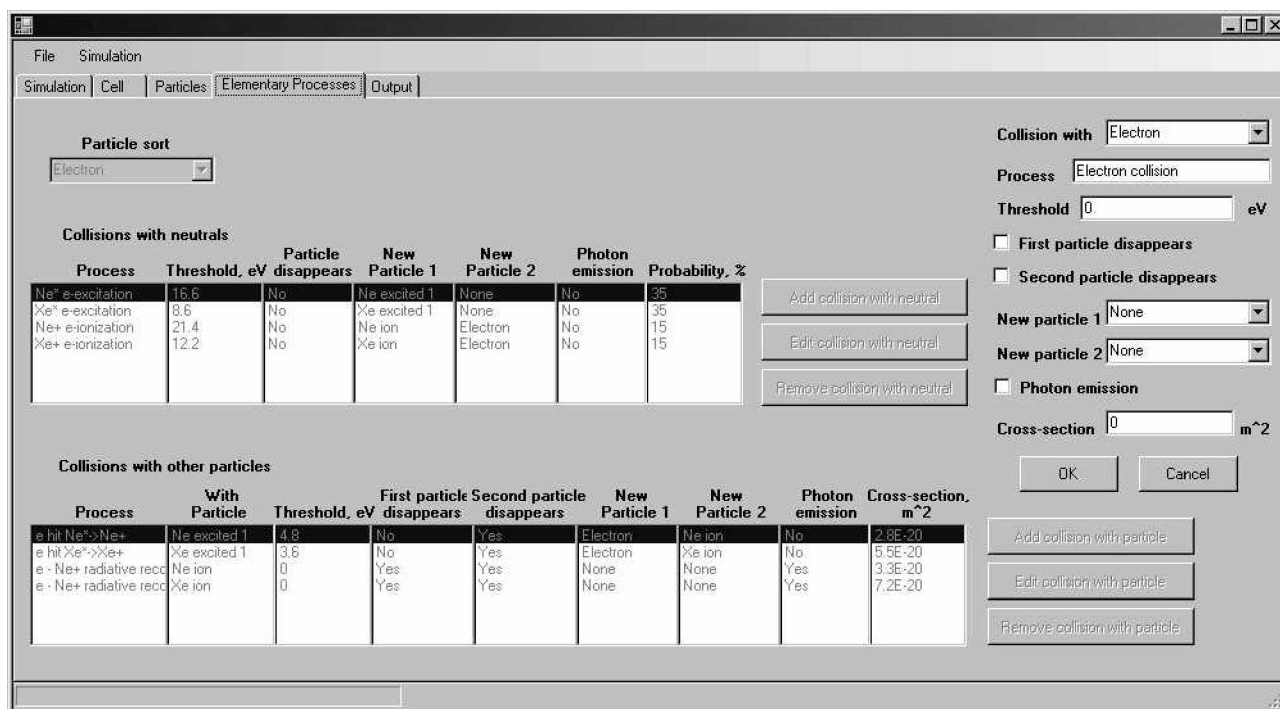 File Simulation
Simulation Cell Particles Elementary Processes Output
Particle sort
Electron
Collisions with neutrals
Process Threshold, eV Particle disappears New Particle 1 New Particle 2 Photon emission Probability, %
Ne* e-excitation 16.6 No Ne excited 1 None No 35
Xe* e-excitation 8.6 No Xe excited 1 None No 35
Ne+ e-ionization 21.4 No Ne ion Electron No 15
Xe+ e-ionization 12.2 No Xe ion Electron No 15
Add collision with neutral
Edit collision with neutral
Remove collision with neutral
Collision with Electron
Process Electron collision
Threshold 0 eV
First particle disappears
Second particle disappears
New particle 1 None
New particle 2 None
Photon emission
Cross-section 0 m^2
OK Cancel
Collisions with other particles
Process With Particle Threshold, eV First particle disappears Second particle disappears New Particle 1 New Particle 2 Photon emission Cross-section, m^2
e hit Ne*->Ne+ Ne excited 1 4.8 No Yes Electron Ne ion No 2.8E-20
e hit Xe*->Xe+ Xe excited 1 3.6 No Yes Electron Xe ion No 5.5E-20
e - Ne+ radiative recc Ne ion 0 Yes Yes None None Yes 3.3E-20
e - Ne+ radiative recc Xe ion 0 Yes Yes None None Yes 7.2E-20
Add collision with particle
Edit collision with particle
Remove collision with particle